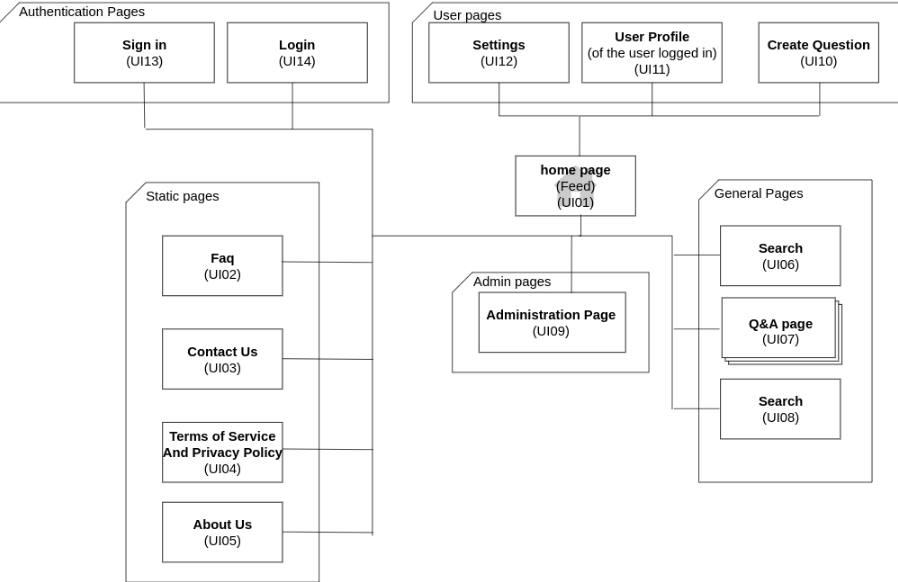 Authentication Pages
Sign in
(UI13)
Login
(UI14)
User pages
Settings
(UI12)
User Profile
(of the user logged in)
(UI11)
Create Question
(UI10)
home page
(Feed)
(UI01)
Static pages
Faq
(UI02)
Contact Us
(UI03)
Terms of Service
And Privacy Policy
(UI04)
About Us
(UI05)
Admin pages
Administration Page
(UI09)
General Pages
Search
(UI06)
Q&A page
(UI07)
Search
(UI08)